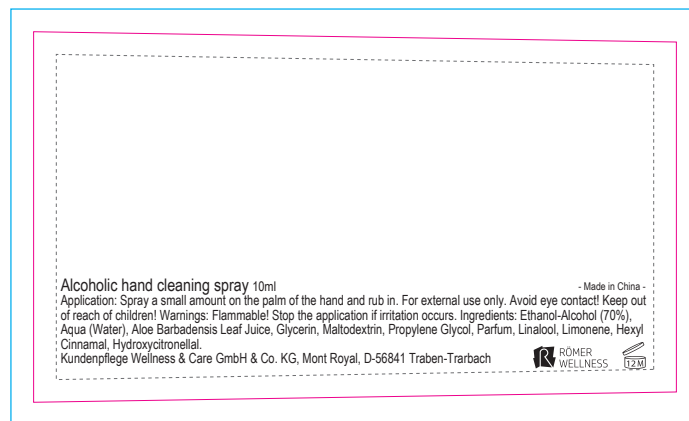 Alcoholic hand cleaning spray 10ml
- Made in China -
Application: Spray a small amount on the palm of the hand and rub in. For external use only. Avoid eye contact! Keep out
of reach of children! Warnings: Flammable! Stop the application if irritation occurs. Ingredients: Ethanol-Alcohol (70%),
Aqua (Water), Aloe Barbadensis Leaf Juice, Glycerin, Maltodextrin, Propylene Glycol, Parfum, Linalool, Limonene, Hexyl
Cinnamal, Hydroxycitronellal.
Kundenpflege Wellness & Care GmbH & Co. KG, Mont Royal, D-56841 Traben-Trarbach
R
RÖMER
WELLNESS
12M